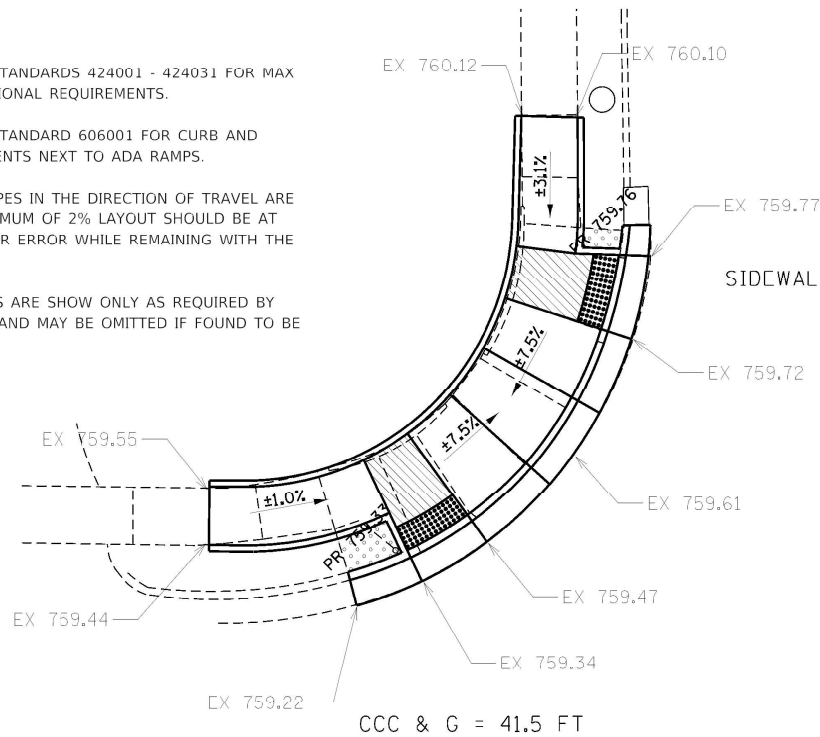 TANDARDS 424001 - 424031 FOR MAX
IONAL REQUIREMENTS.
TANDARD 606001 FOR CURB AND
ENTS NEXT TO ADA RAMPS.
PES IN THE DIRECTION OF TRAVEL ARE
MUM OF 2% LAYOUT SHOULD BE AT
R ERROR WHILE REMAINING WITH THE
S ARE SHOW ONLY AS REQUIRED BY
AND MAY BE OMITTED IF FOUND TO BE
EX 760.12
EX 760.10
±3.1%
PR 759.76
EX 759.77
SIDEWAL
±7.5%
EX 759.72
±7.5%
EX 759.55
±1.0%
EX 759.61
PR 759.33
EX 759.47
EX 759.44
EX 759.34
EX 759.22
CCC & G = 41.5 FT